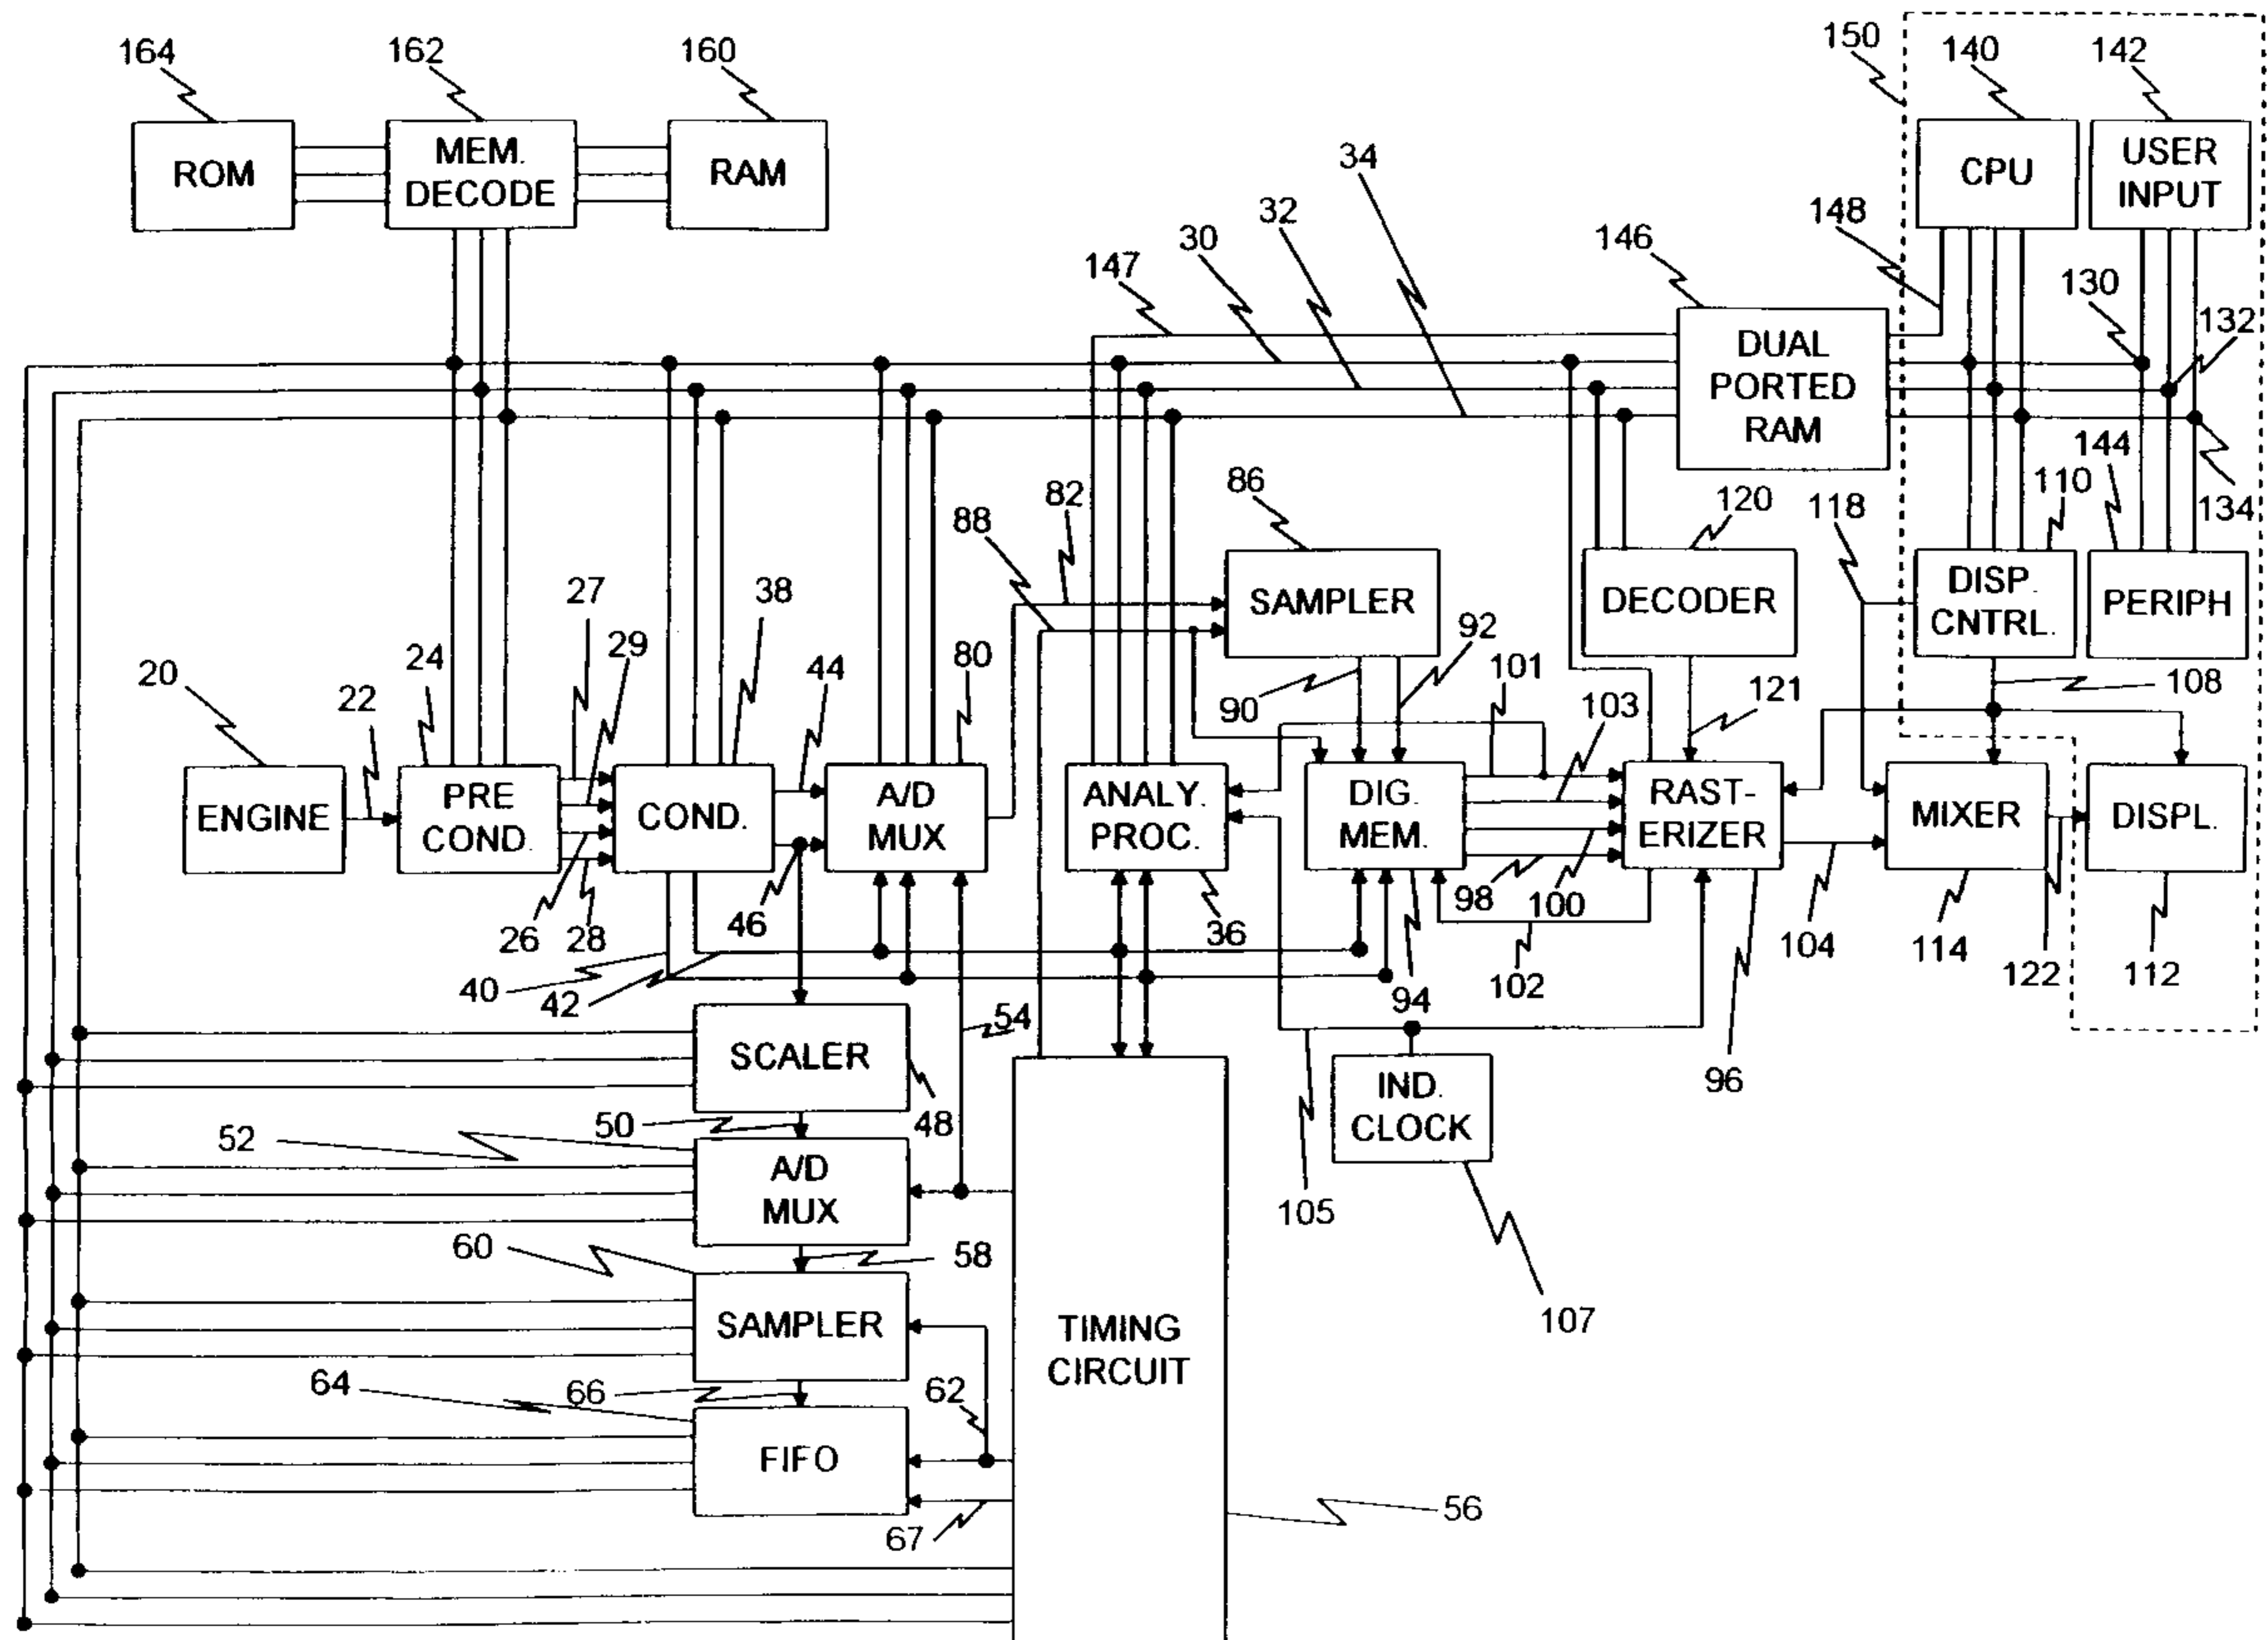 164
162
160
150
140
142
ROM
MEM.
DECODE
RAM
CPU
USER
INPUT
34
148
32
30
147
146
130
132
DUAL
PORTED
RAM
82
86
88
120
118
144
110
134
SAMPLER
DECODER
DISP.
CNTRL.
PERIPH
27
38
29
20
22
24
44
80
90
92
101
103
121
108
ENGINE
PRE
COND.
COND.
A/D
MUX
ANALY.
PROC.
DIG.
MEM.
RAST-
ERIZER
MIXER
DISPL.
26
28
46
36
98
100
104
114
122
112
40
42
94
102
54
SCALER
48
IND.
CLOCK
96
50
52
A/D
MUX
105
60
58
107
SAMPLER
TIMING
CIRCUIT
64
66
62
FIFO
67
56